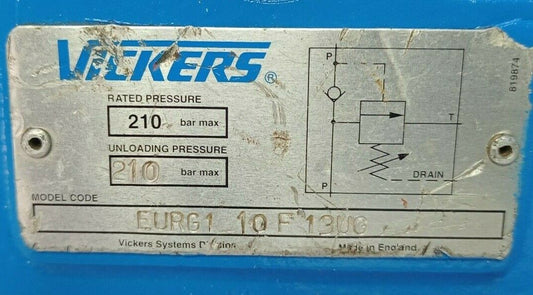 VICKERS®
RATED PRESSURE
210 bar max
UNLOADING PRESSURE
210 bar max
P
T
DRAIN
P
819874
MODEL CODE
EURG1 10 F 13UG
Vickers Systems Division
Made in England